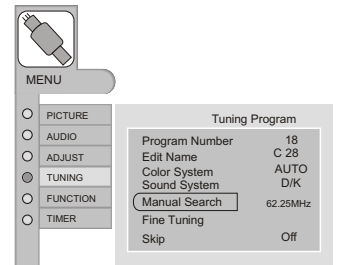 MENU
PICTURE
AUDIO
ADJUST
TUNING
FUNCTION
TIMER
Tuning Program
Program Number 18
Edit Name C 28
Color System AUTO
Sound System D/K
Manual Search 62.25MHz
Fine Tuning
Skip Off